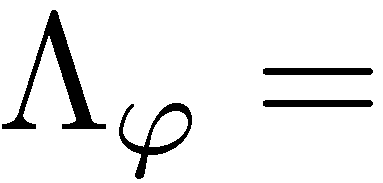 Λ_φ =